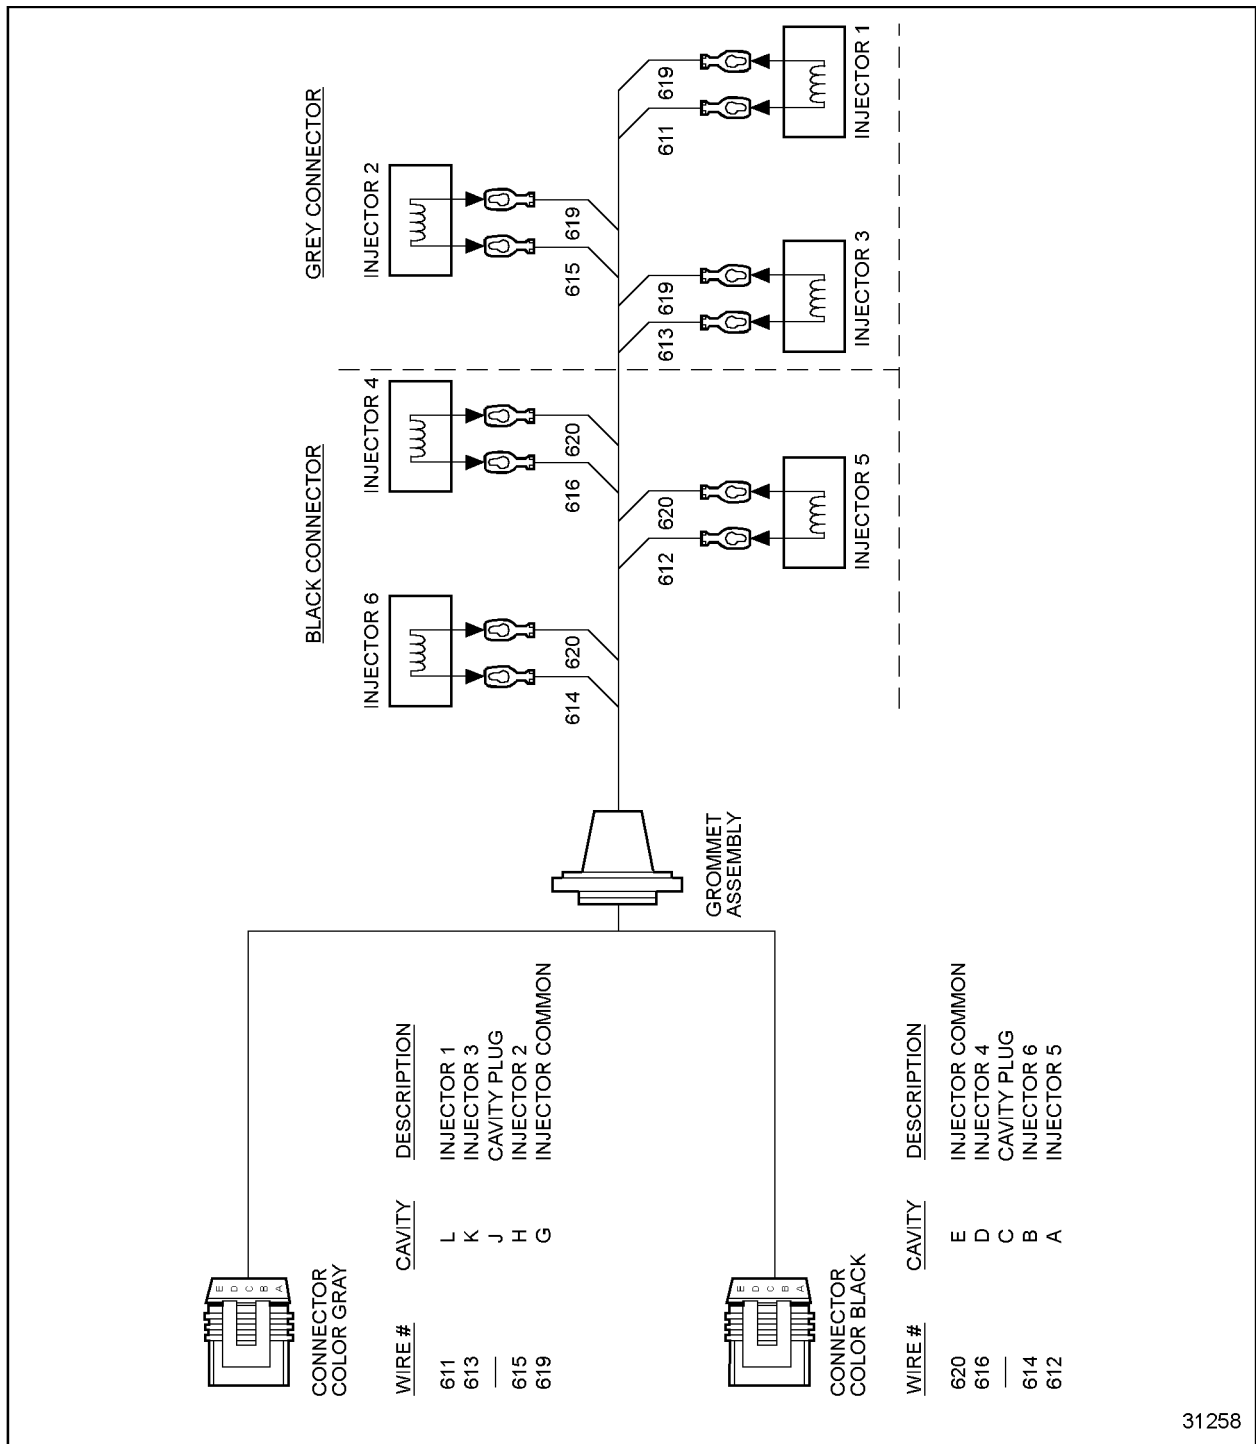 CONNECTOR
COLOR GRAY
E
D
C
B
A
WIRE # CAVITY DESCRIPTION
611 L INJECTOR 1
613 K INJECTOR 3
— J CAVITY PLUG
615 H INJECTOR 2
619 G INJECTOR COMMON
CONNECTOR
COLOR BLACK
E
D
C
B
A
WIRE # CAVITY DESCRIPTION
620 E INJECTOR COMMON
616 D INJECTOR 4
— C CAVITY PLUG
614 B INJECTOR 6
612 A INJECTOR 5
GROMMET
ASSEMBLY
BLACK CONNECTOR
GREY CONNECTOR
INJECTOR 6
INJECTOR 4
INJECTOR 2
614
620
616
620
615
619
612
620
613
619
611
619
INJECTOR 5
INJECTOR 3
INJECTOR 1
31258